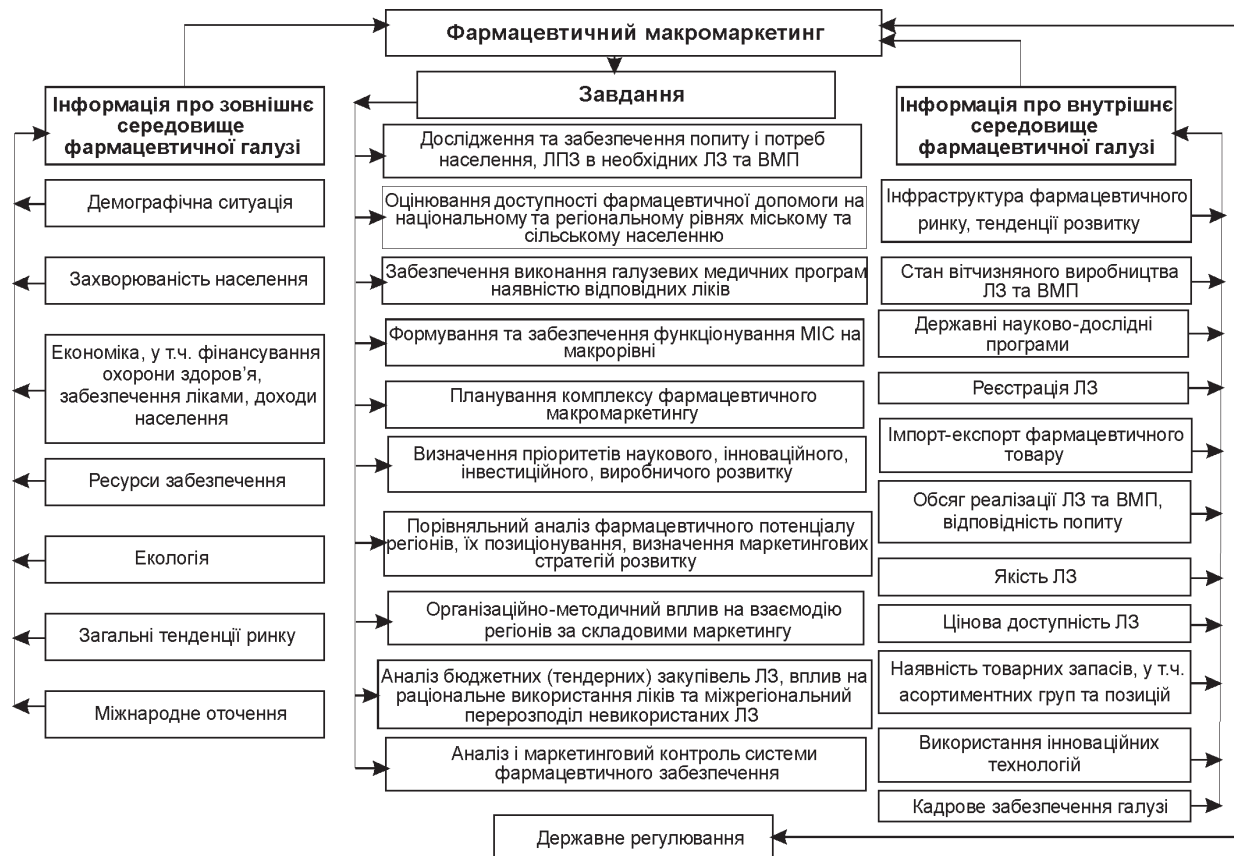 Фармацевтичний макромаркетинг
Інформація про зовнішнє
середовище
фармацевтичної галузі
Демографічна ситуація
Захворюваність населення
Економіка, у т.ч. фінансування
охорони здоров’я,
забезпечення ліками, доходи
населення
Ресурси забезпечення
Екологія
Загальні тенденції ринку
Міжнародне оточення
Завдання
Дослідження та забезпечення попиту і потреб
населення, ЛПЗ в необхідних ЛЗ та ВМП
Оцінювання доступності фармацевтичної допомоги на
національному та регіональному рівнях міському та
сільському населенню
Забезпечення виконання галузевих медичних програм
наявністю відповідних ліків
Формування та забезпечення функціонування МІС на
макрорівні
Планування комплексу фармацевтичного
макромаркетингу
Визначення пріоритетів наукового, інноваційного,
інвестиційного, виробничого розвитку
Порівняльний аналіз фармацевтичного потенціалу
регіонів, їх позиціонування, визначення маркетингових
стратегій розвитку
Організаційно-методичний вплив на взаємодію
регіонів за складовими маркетингу
Аналіз бюджетних (тендерних) закупівель ЛЗ, вплив на
раціональне використання ліків та міжрегіональний
перерозподіл невикористаних ЛЗ
Аналіз і маркетинговий контроль системи
фармацевтичного забезпечення
Інформація про внутрішнє
середовище
фармацевтичної галузі
Інфраструктура фармацевтичного
ринку, тенденції розвитку
Стан вітчизняного виробництва
ЛЗ та ВМП
Державні науково-дослідні
програми
Реєстрація ЛЗ
Імпорт-експорт фармацевтичного
товару
Обсяг реалізації ЛЗ та ВМП,
відповідність попиту
Якість ЛЗ
Цінова доступність ЛЗ
Наявність товарних запасів, у т.ч.
асортиментних груп та позицій
Використання інноваційних
технологій
Кадрове забезпечення галузі
Державне регулювання